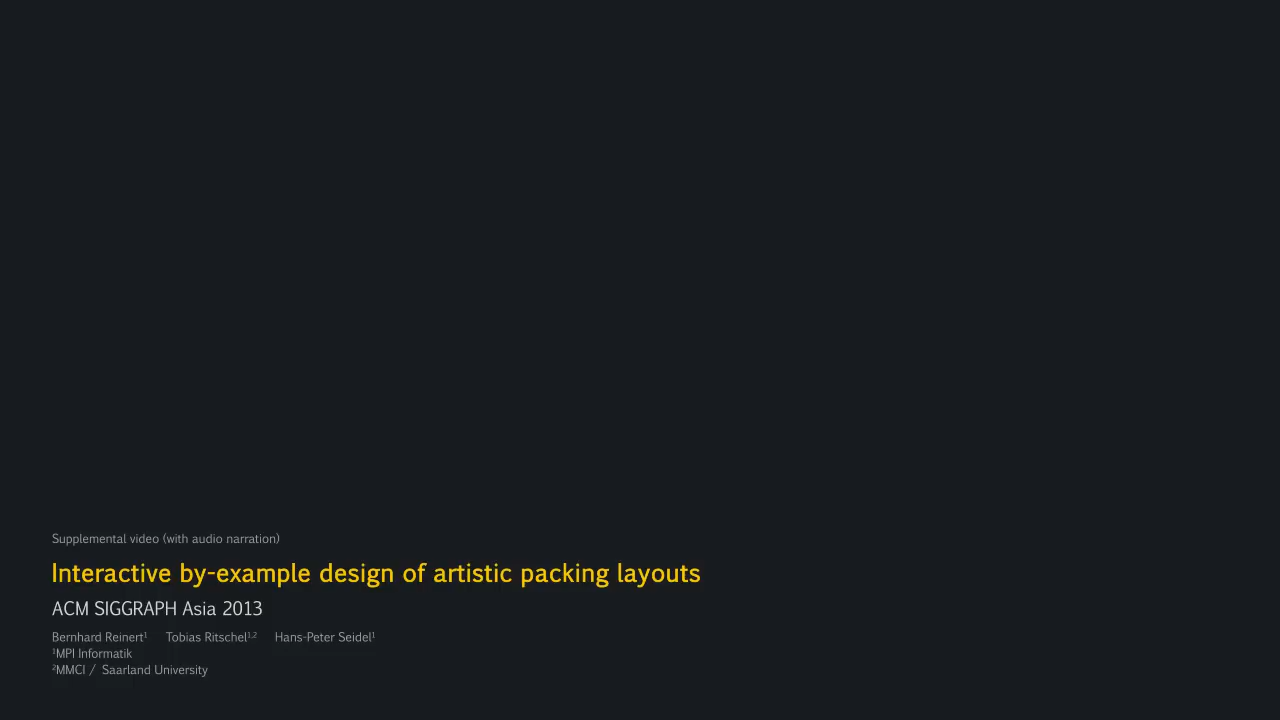 Supplemental video (with audio narration)
Interactive by-example design of artistic packing layouts
ACM SIGGRAPH Asia 2013
Bernhard Reinert¹ Tobias Ritschel¹,² Hans-Peter Seidel¹
¹MPI Informatik
²MMCI / Saarland University